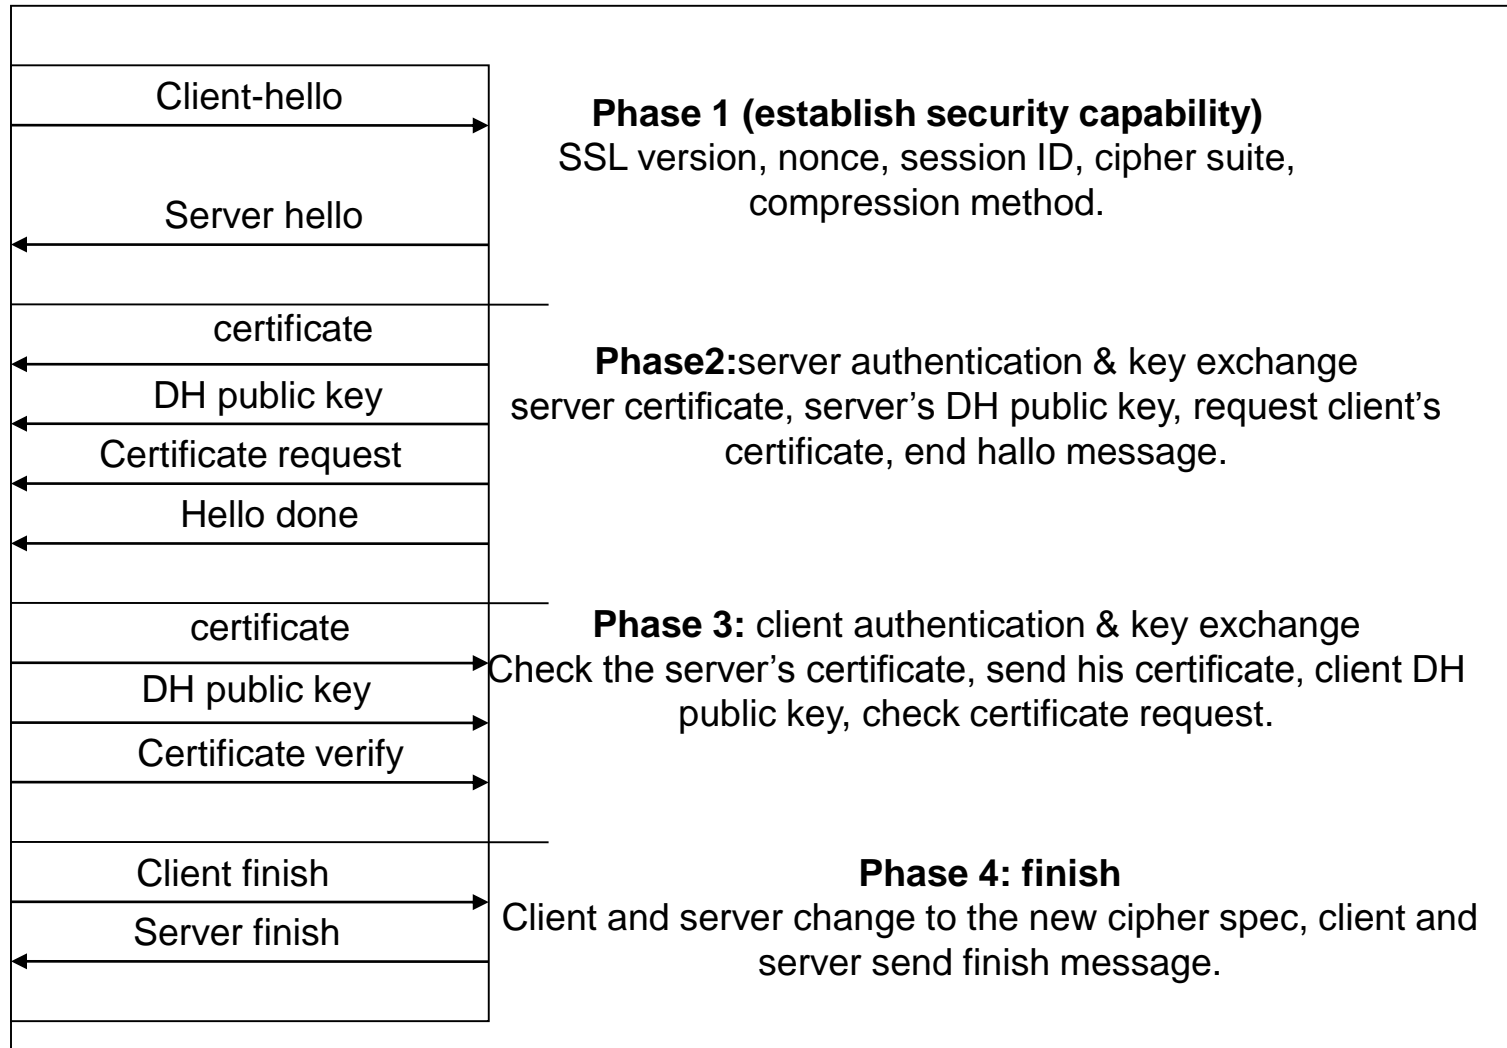 Client-hello
Phase 1 (establish security capability)
SSL version, nonce, session ID, cipher suite,
compression method.
Server hello
certificate
Phase2:server authentication & key exchange
DH public key
server certificate, server's DH public key, request client's
Certificate request
certificate, end hallo message.
Hello done
certificate
Phase 3: client authentication & key exchange
Check the server's certificate, send his certificate, client DH
DH public key
public key, check certificate request.
Certificate verify
Client finish
Phase 4: finish
Client and server change to the new cipher spec, client and
Server finish
server send finish message.